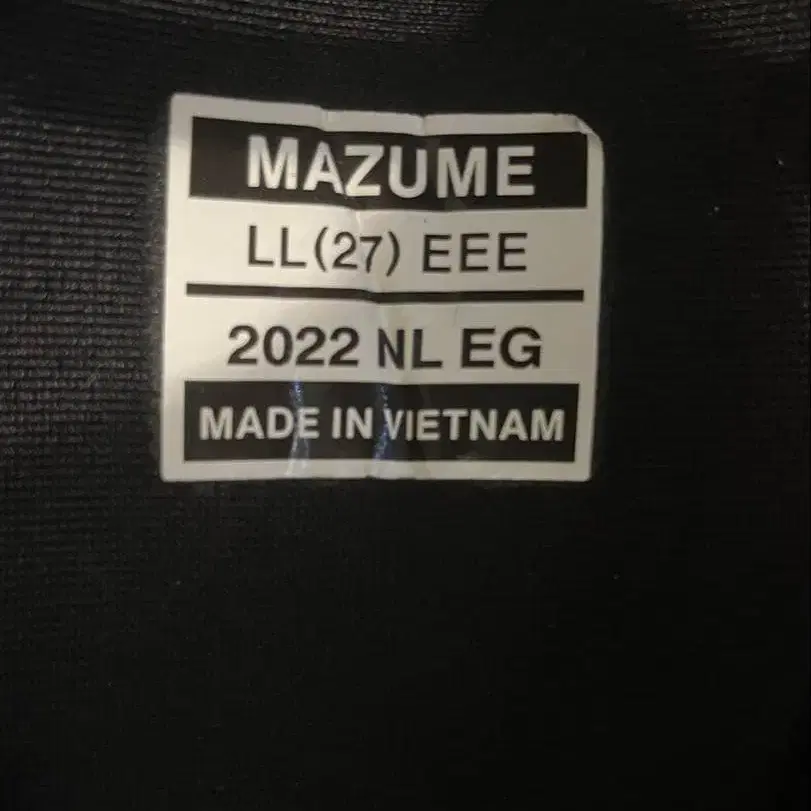 MAZUME
LL(27) EEE
2022 NL EG
MADE IN VIETNAM